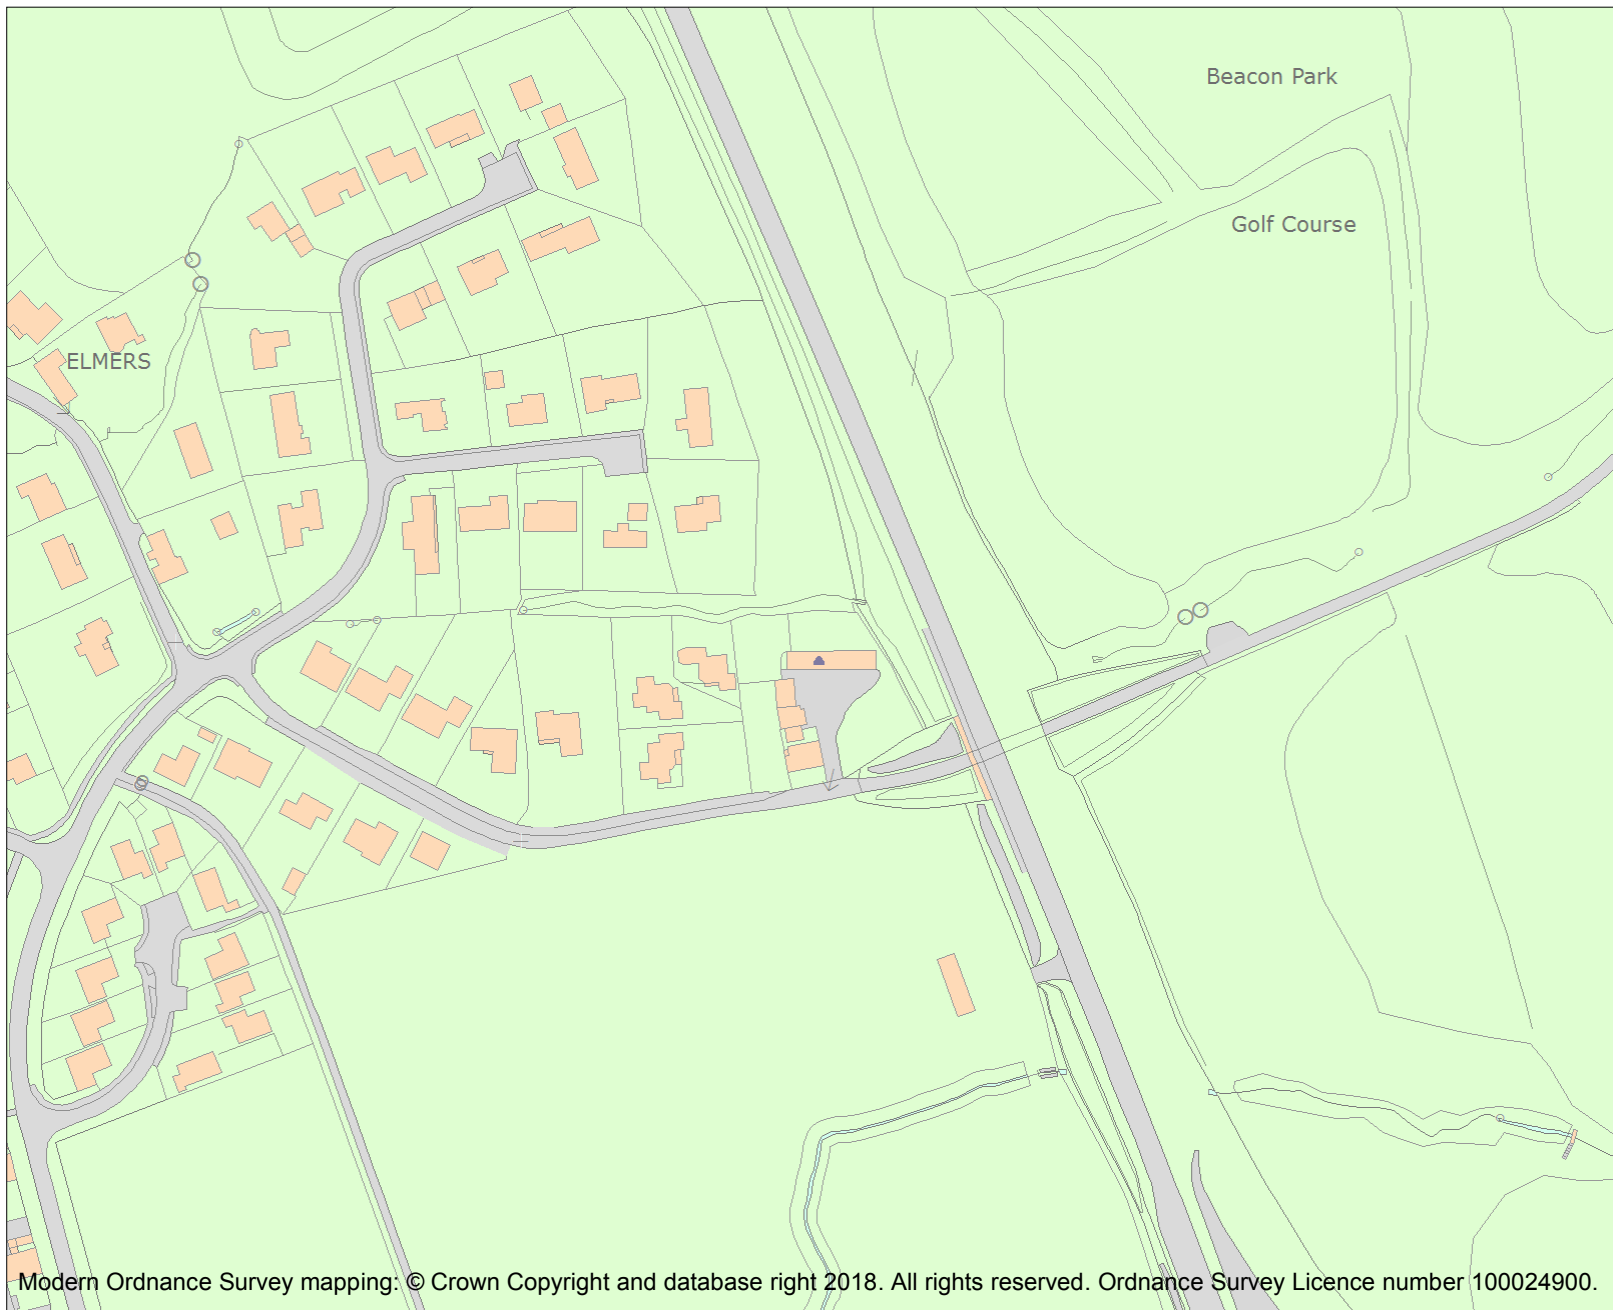 Beacon Park
Golf Course
ELMERS
Modern Ordnance Survey mapping: © Crown Copyright and database right 2018. All rights reserved. Ordnance Survey Licence number 100024900.